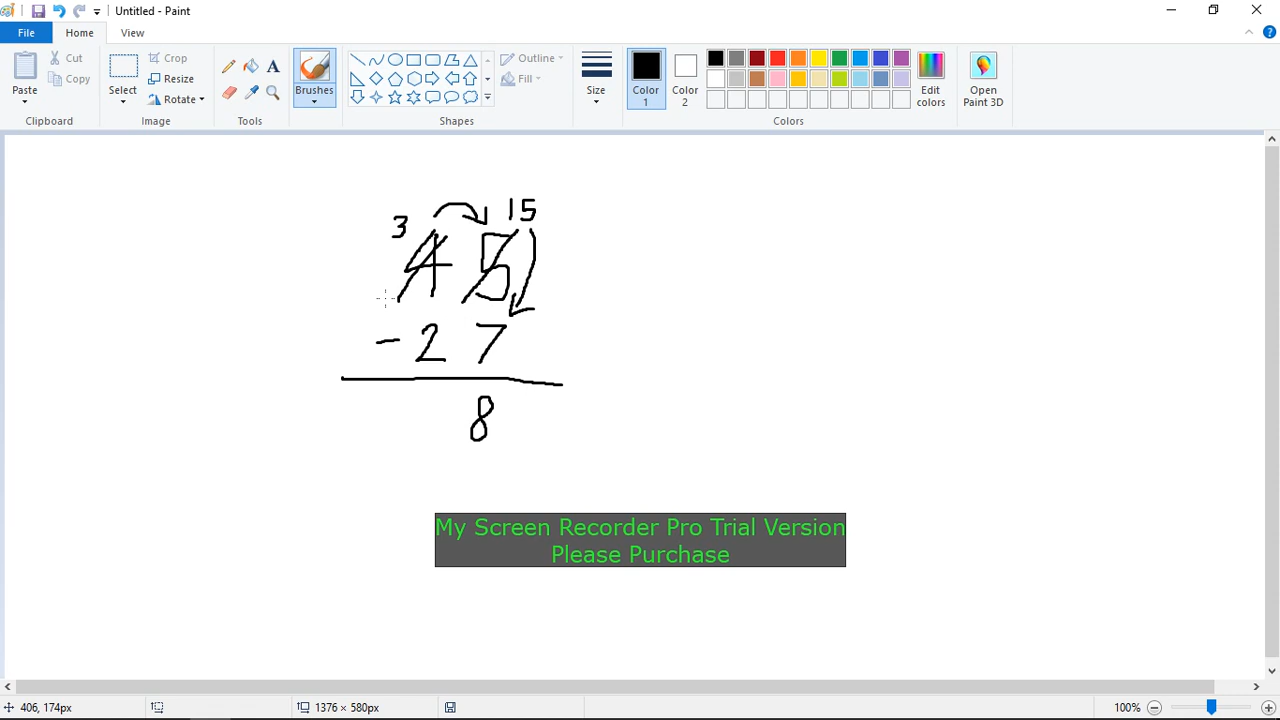 Untitled - Paint
File Home View
Paste
Cut
Copy
Clipboard
Select
Crop
Resize
Rotate
Image
A
Tools
Brushes
Outline
Fill
Shapes
Size
Color 1
Color 2
Edit colors
Open Paint 3D
Colors
3 15
4 5
- 2 7
8
My Screen Recorder Pro Trial Version
Please Purchase
406, 174px 1376 × 580px 100%